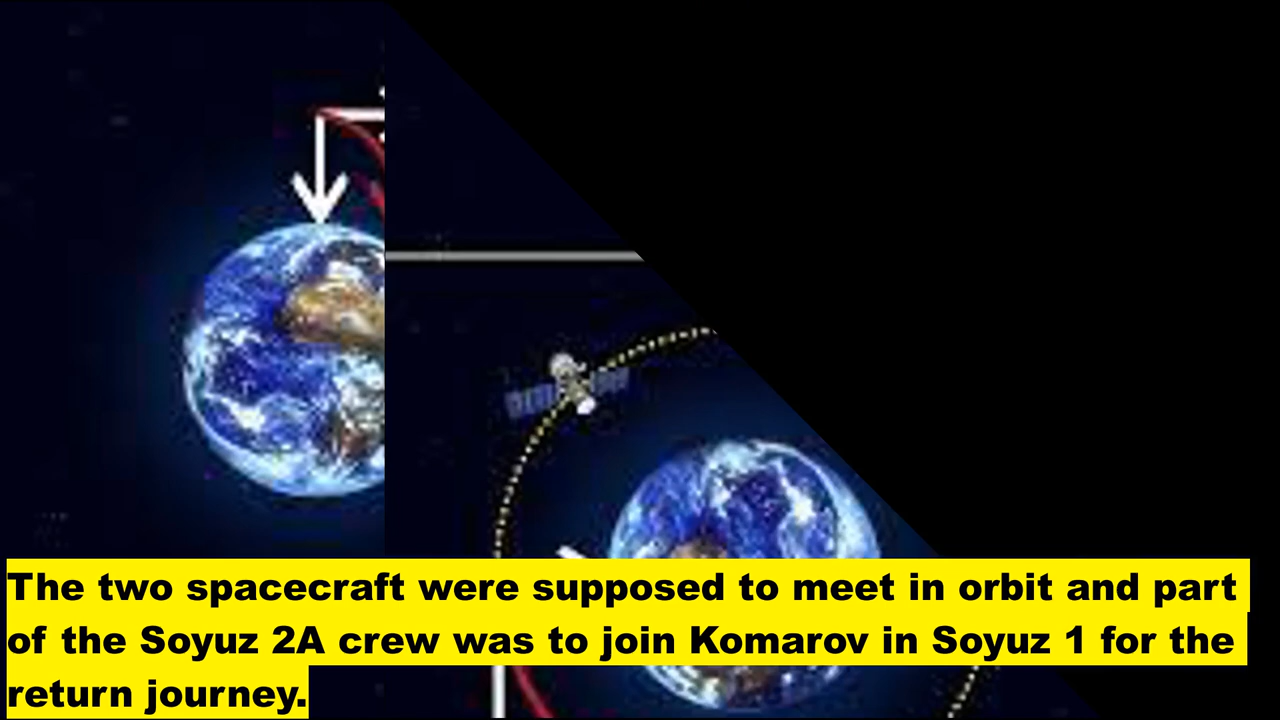 The two spacecraft were supposed to meet in orbit and part
of the Soyuz 2A crew was to join Komarov in Soyuz 1 for the
return journey.